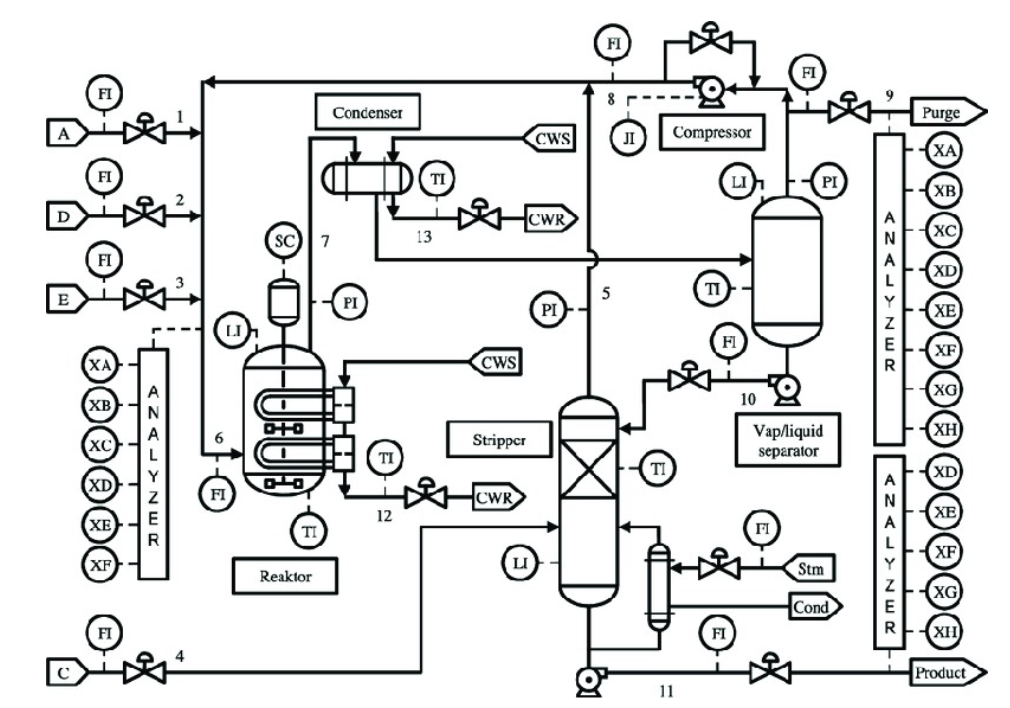 FI
FI
8
9
Purge
FI
1
A
Condenser
CWS
JI
Compressor
XA
FI
2
D
TI
CWR
13
LI
PI
XB
XC
SC
7
FI
3
E
PI
LI
PI
5
TI
XD
XE
ANALYZER
XF
XG
XH
XA
XB
XC
XD
XE
XF
ANALYZER
CWS
FI
10
Vap/liquid
separator
6
FI
TI
12
CWR
Stripper
TI
TI
Reaktor
LI
FI
Stm
Cond
XD
XE
XF
XG
XH
ANALYZER
FI
4
C
FI
11
Product